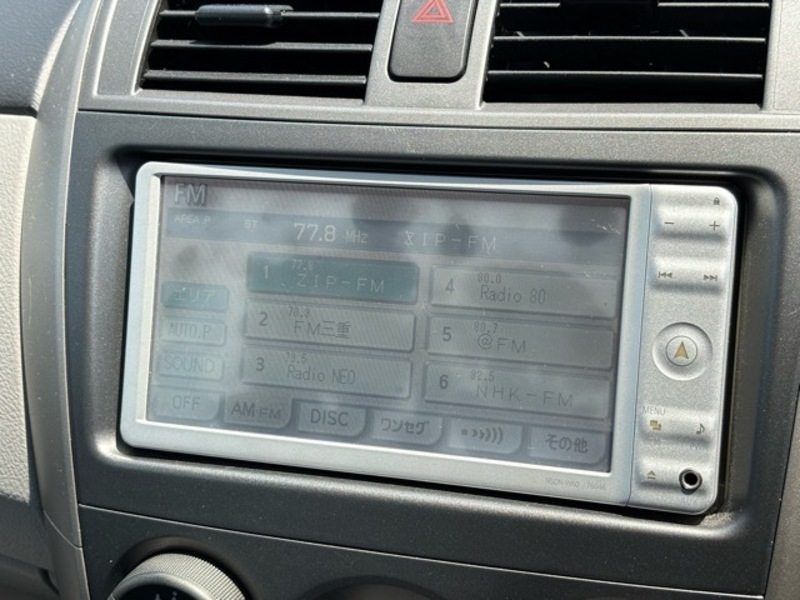 FM
AREA P ST 77.8 MHz ZIP-FM
1 77.8 ZIP-FM
4 80.0 Radio 80
エリア
2 78.9 FM三重
5 80.7 @FM
AUTO.P
3 79.5 Radio NEO
6 82.5 NHK-FM
SOUND
OFF
AM FM
DISC
ワンセグ
その他
MENU